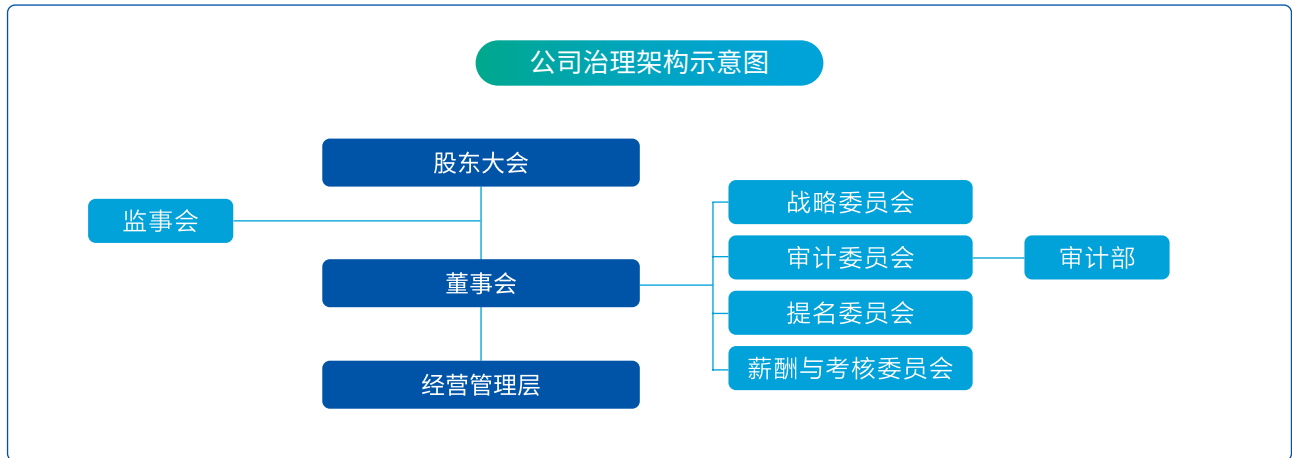 公司治理架构示意图
股东大会
监事会
董事会
经营管理层
战略委员会
审计委员会
审计部
提名委员会
薪酬与考核委员会